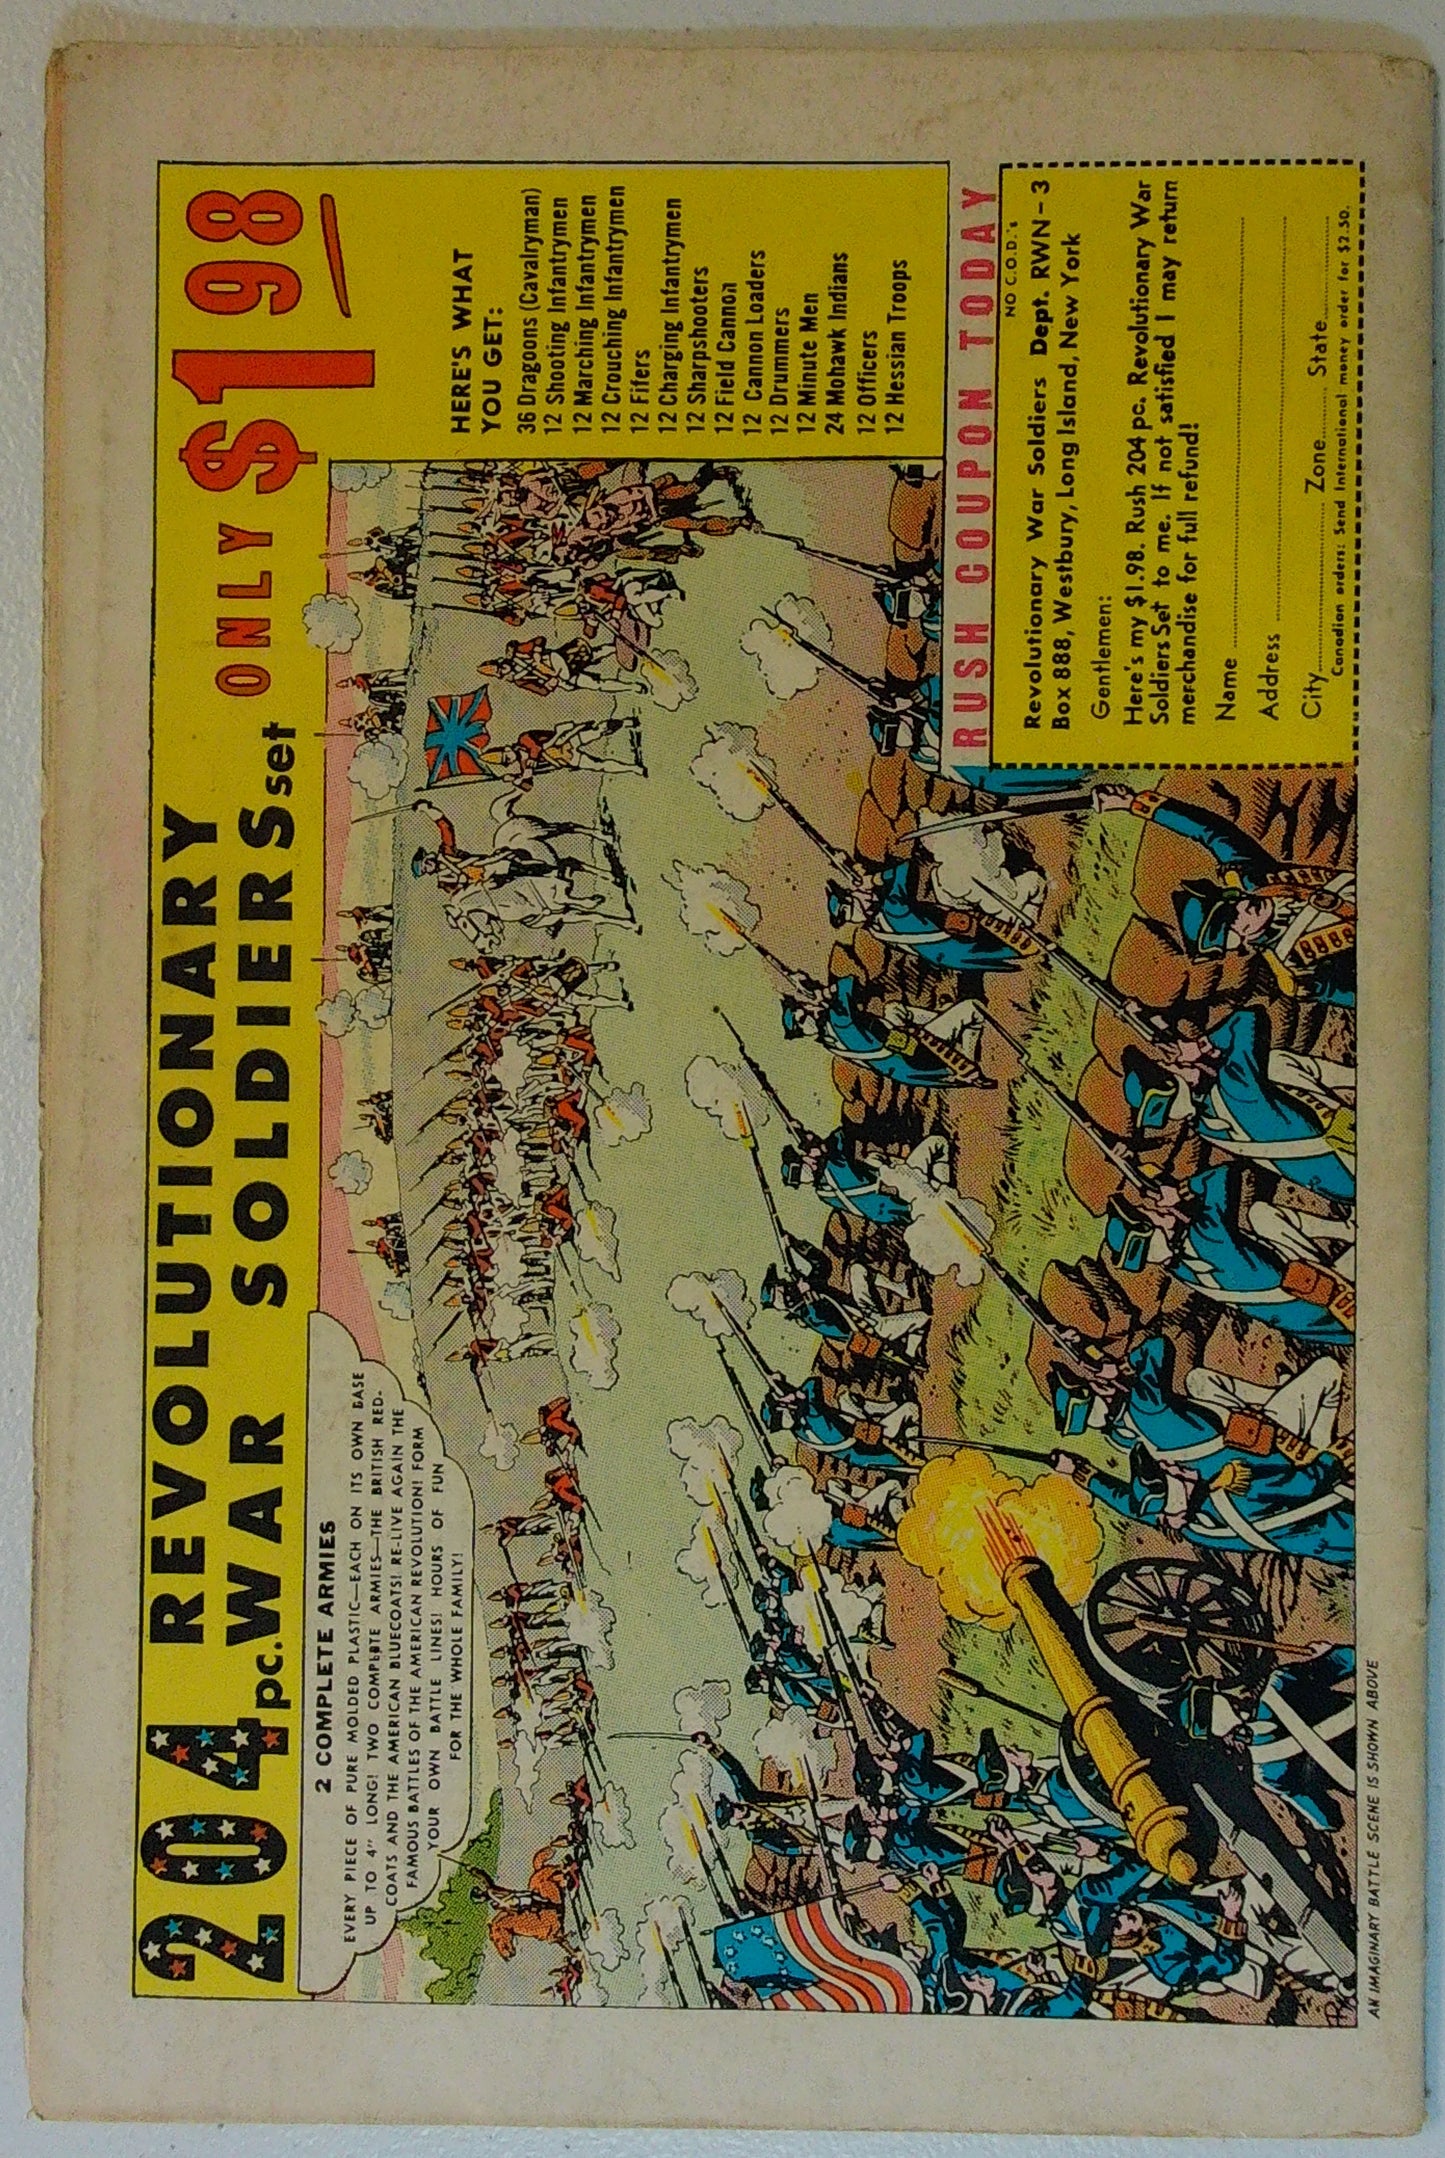 204 REVOLUTIONARY
pc. WAR SOLDIERS set ONLY $1 98
2 COMPLETE ARMIES
EVERY PIECE OF PURE MOLDED PLASTIC—EACH ON ITS OWN BASE
UP TO 4" LONG! TWO COMPLETE ARMIES—THE BRITISH RED-
COATS AND THE AMERICAN BLUECOATS! RE-LIVE AGAIN THE
FAMOUS BATTLES OF THE AMERICAN REVOLUTION! FORM
YOUR OWN BATTLE LINES! HOURS OF FUN
FOR THE WHOLE FAMILY!
HERE'S WHAT
YOU GET:
36 Dragoons (Cavalryman)
12 Shooting Infantrymen
12 Marching Infantrymen
12 Crouching Infantrymen
12 Fifers
12 Charging Infantrymen
12 Sharpshooters
12 Field Cannon
12 Cannon Loaders
12 Drummers
12 Minute Men
24 Mohawk Indians
12 Officers
12 Hessian Troops
RUSH COUPON TODAY
NO C.O.D.'s
Revolutionary War Soldiers Dept. RWN-3
Box 888, Westbury, Long Island, New York
Gentlemen:
Here's my $1.98. Rush 204 pc. Revolutionary War
Soldiers Set to me. If not satisfied I may return
merchandise for full refund!
Name
Address
City Zone State
Canadian orders: Send International money order for $2.50.
AN IMAGINARY BATTLE SCENE IS SHOWN ABOVE